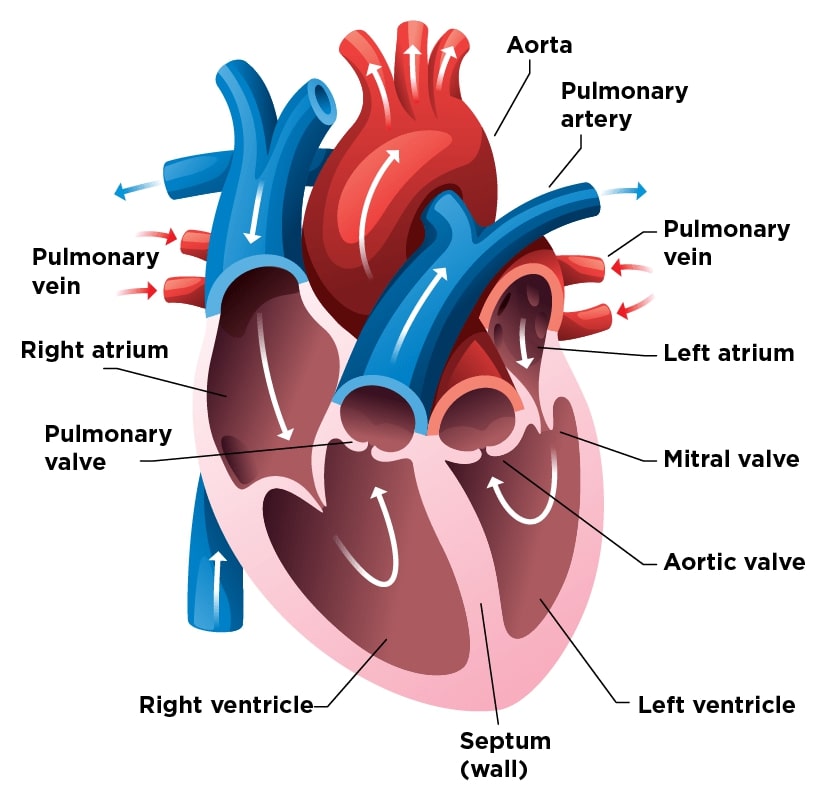 Aorta
Pulmonary
artery
Pulmonary
vein
Pulmonary
vein
Right atrium
Left atrium
Pulmonary
valve
Mitral valve
Aortic valve
Right ventricle
Left ventricle
Septum
(wall)